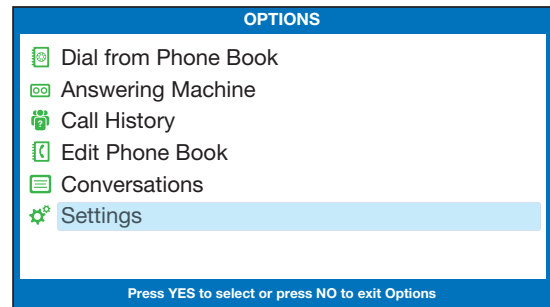 OPTIONS
Dial from Phone Book
Answering Machine
Call History
Edit Phone Book
Conversations
Settings
Press YES to select or press NO to exit Options